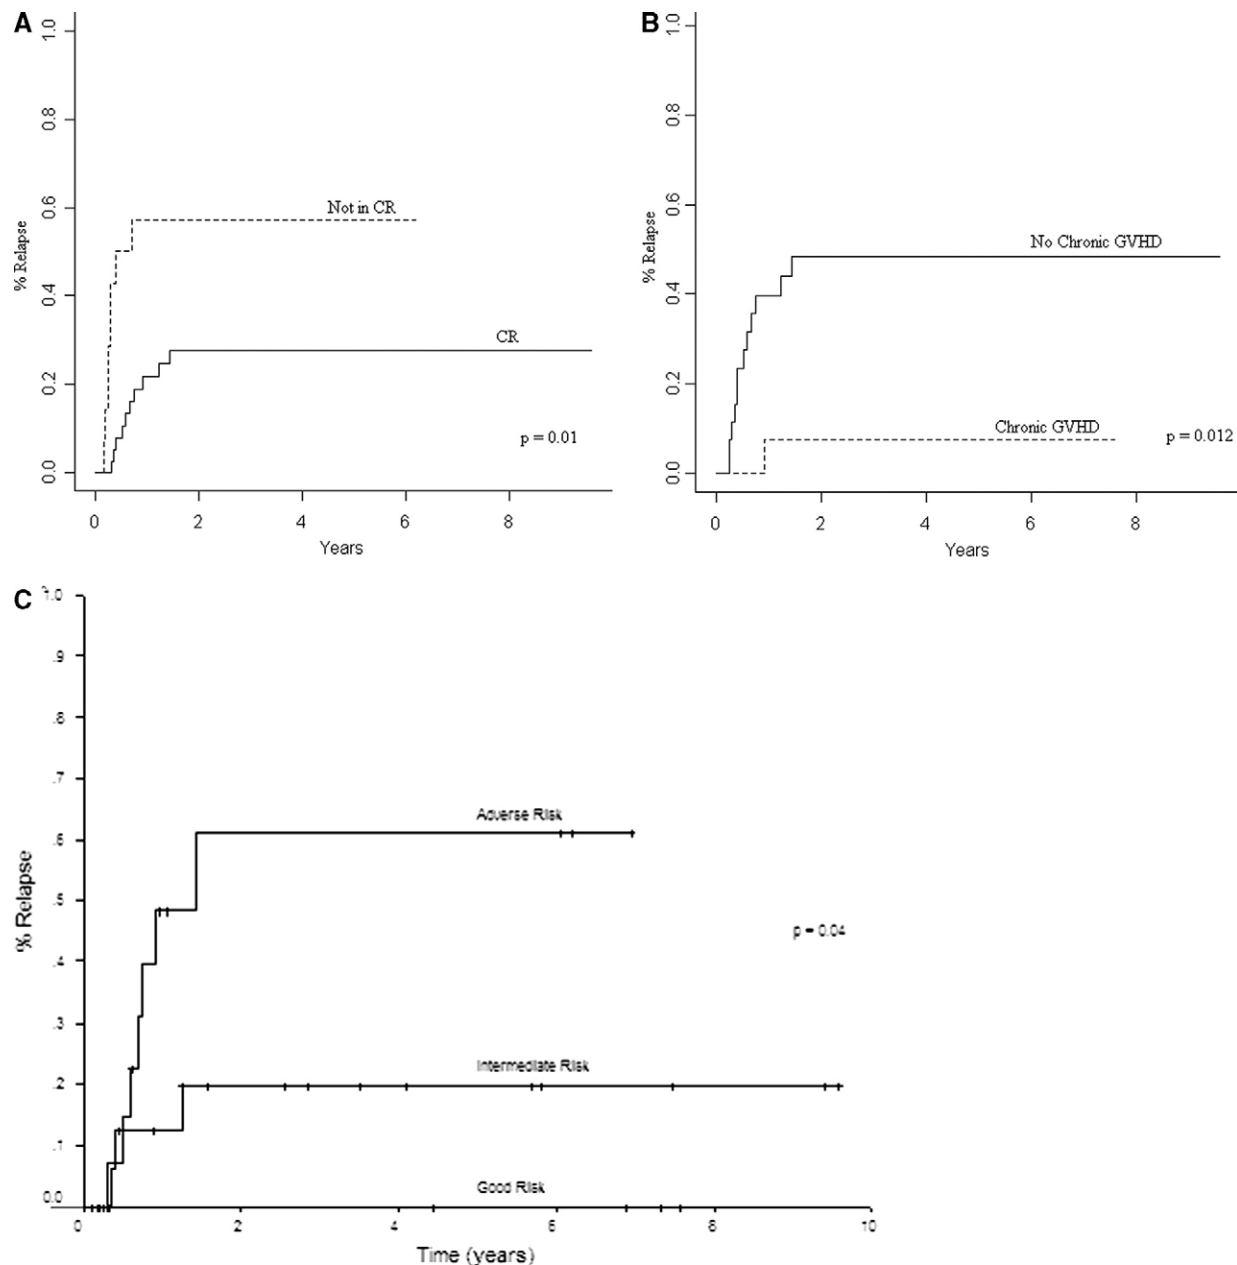 A
1.0
0.8
0.6
0.4
0.2
0.0
% Relapse
Not in CR
CR
p = 0.01
0 2 4 6 8
Years
B
1.0
0.8
0.6
0.4
0.2
0.0
% Relapse
No Chronic GVHD
Chronic GVHD
p = 0.012
0 2 4 6 8
Years
C
1.0
.9
.8
.7
.6
.5
.4
.3
.2
.1
0.0
% Relapse
Adverse Risk
p = 0.04
Intermediate Risk
Good Risk
0 2 4 6 8 10
Time (years)